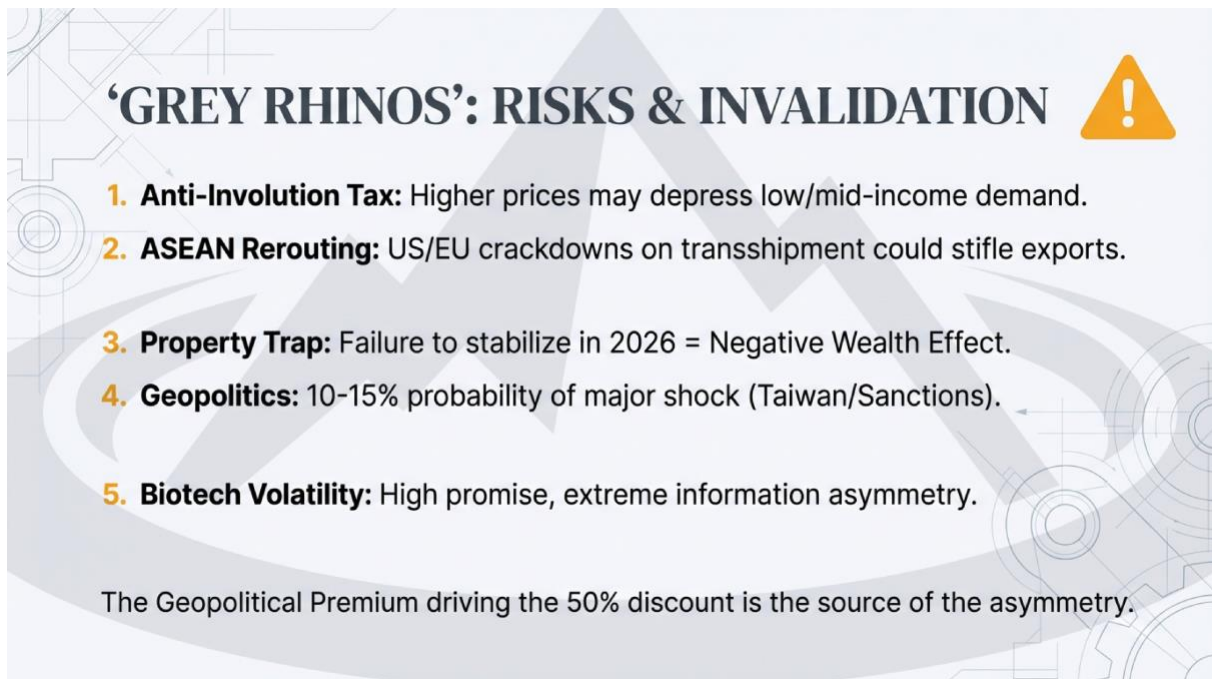 ‘GREY RHINOS’: RISKS & INVALIDATION
1. Anti-Involution Tax: Higher prices may depress low/mid-income demand.
2. ASEAN Rerouting: US/EU crackdowns on transshipment could stifle exports.
3. Property Trap: Failure to stabilize in 2026 = Negative Wealth Effect.
4. Geopolitics: 10-15% probability of major shock (Taiwan/Sanctions).
5. Biotech Volatility: High promise, extreme information asymmetry.
The Geopolitical Premium driving the 50% discount is the source of the asymmetry.